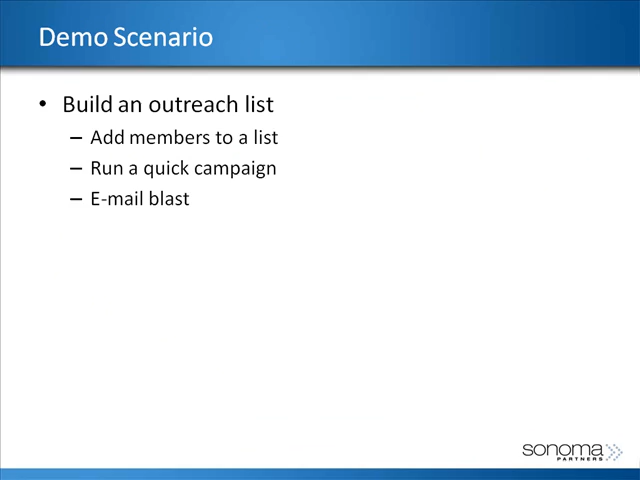 Demo Scenario
• Build an outreach list
– Add members to a list
– Run a quick campaign
– E-mail blast
sonoma
PARTNERS